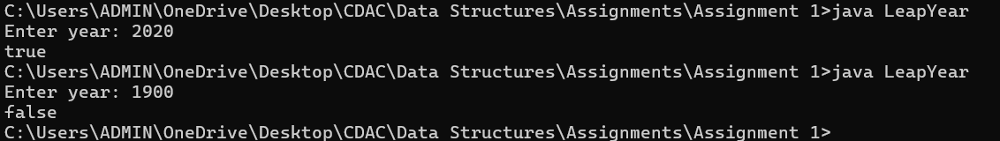 C:\Users\ADMIN\OneDrive\Desktop\CDAC\Data Structures\Assignments\Assignment 1>java LeapYear
Enter year: 2020
true
C:\Users\ADMIN\OneDrive\Desktop\CDAC\Data Structures\Assignments\Assignment 1>java LeapYear
Enter year: 1900
false
C:\Users\ADMIN\OneDrive\Desktop\CDAC\Data Structures\Assignments\Assignment 1>